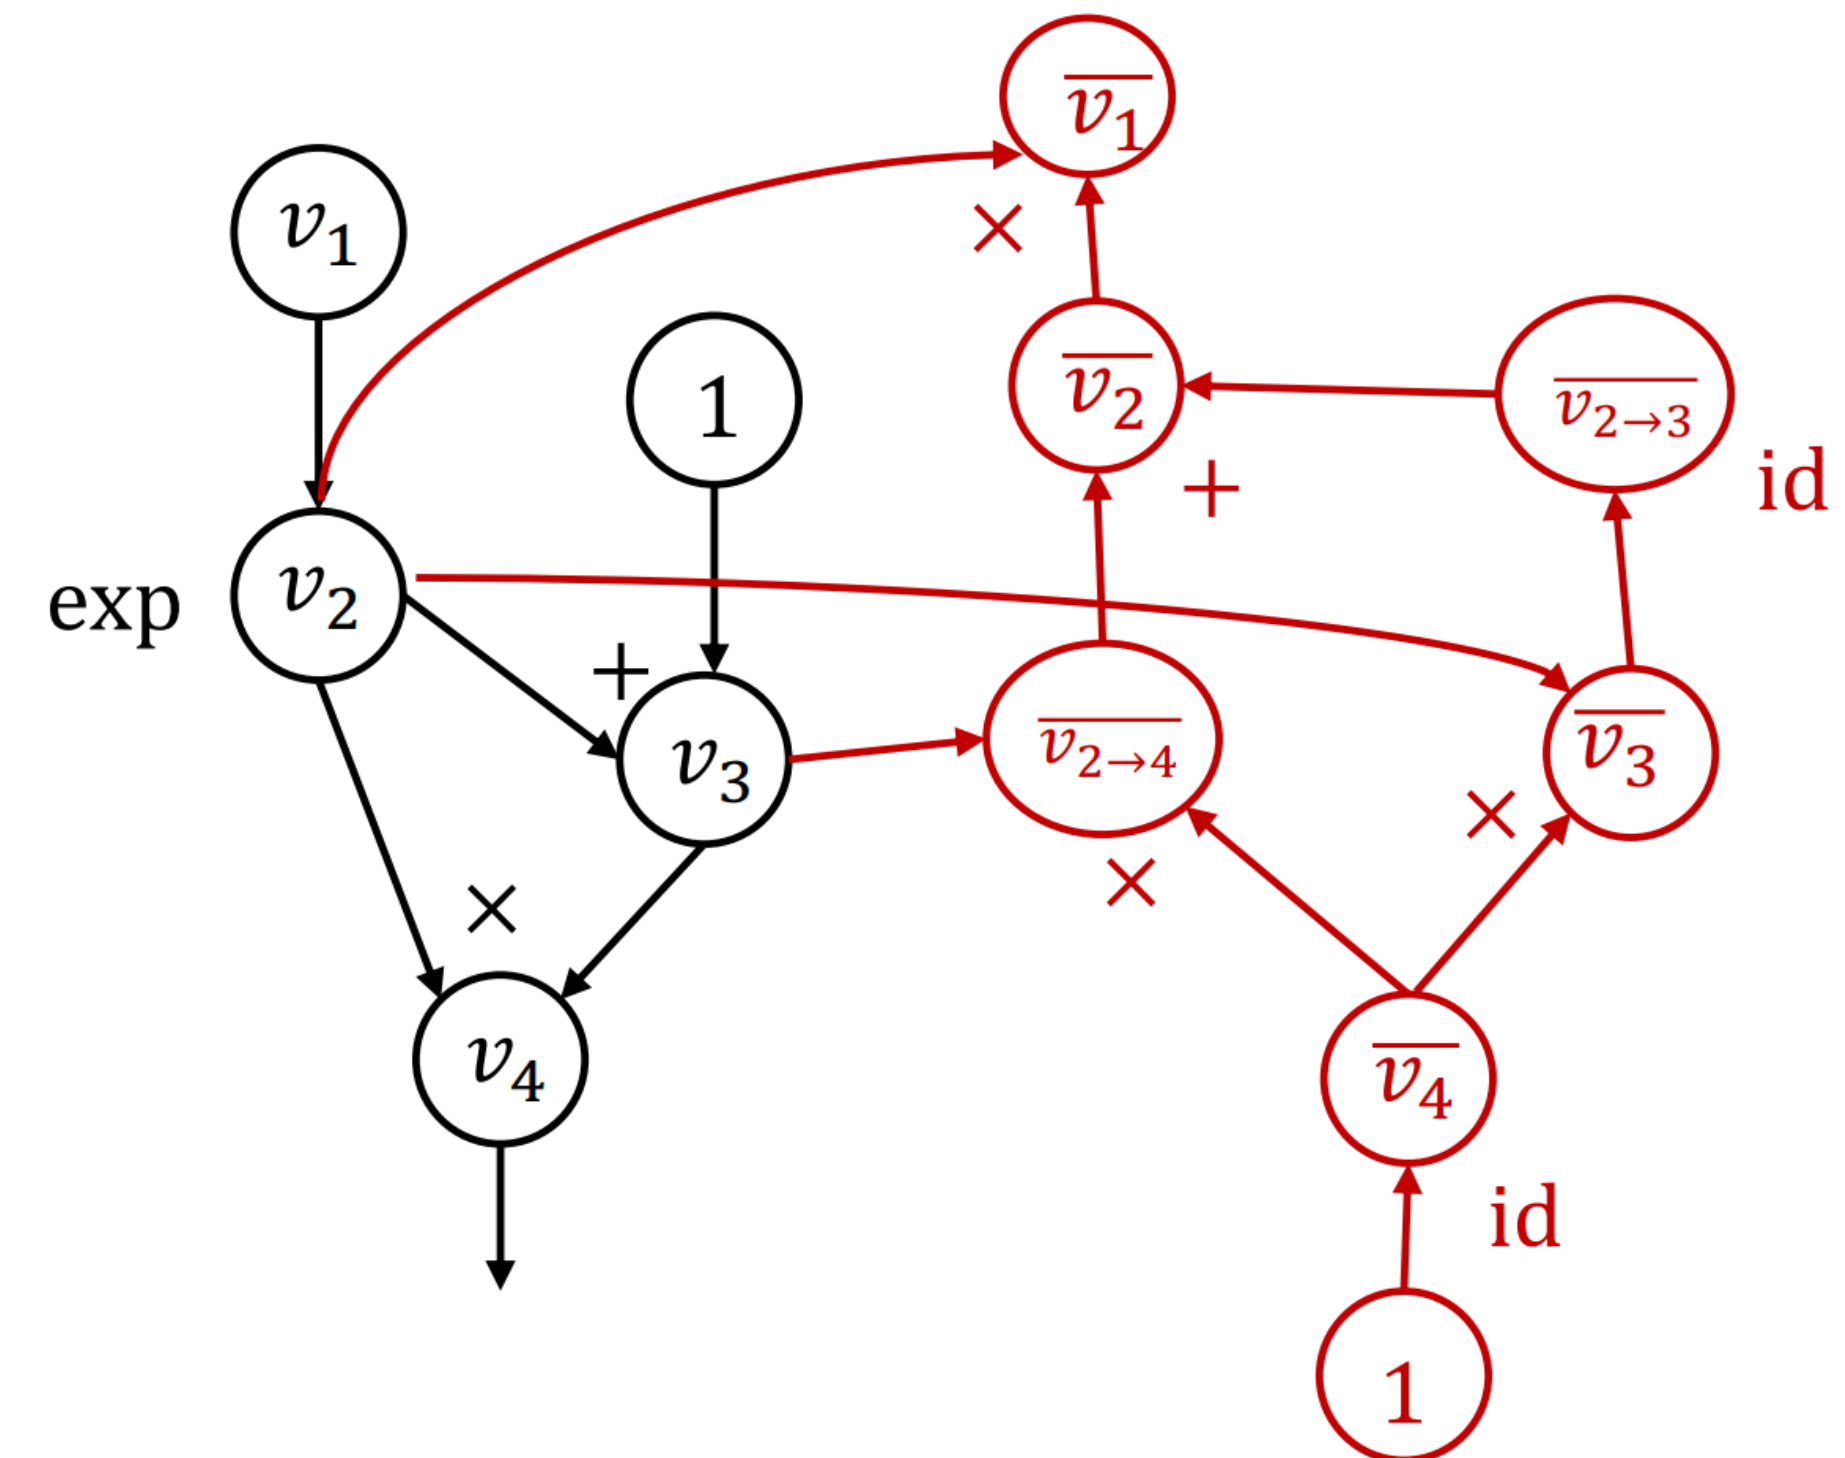 v̅₁
v₁
×
1
v̅₂
v̅₂→₃
id
+
exp
v₂
+
v₃
v̅₂→₄
v̅₃
×
×
×
v₄
v̅₄
id
1